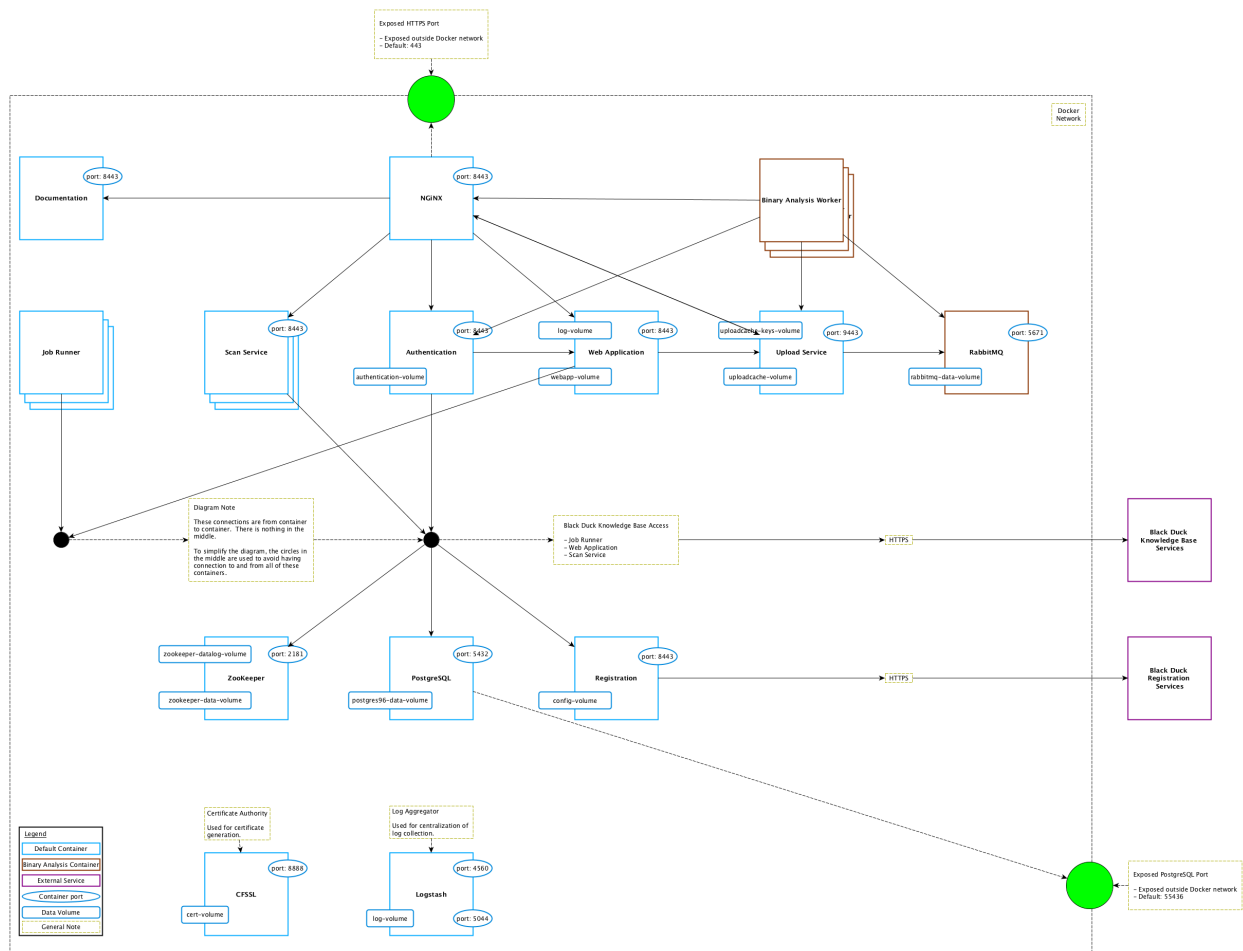 Exposed HTTPS Port
- Exposed outside Docker network
- Default: 443
Docker
Network
port: 8443
Documentation
port: 8443
NGiNX
Binary Analysis Worker
Job Runner
port: 8443
Scan Service
port: 8443
Authentication
authentication-volume
log-volume
port: 8443
Web Application
webapp-volume
uploadcache-keys-volume
port: 9443
Upload Service
uploadcache-volume
port: 5671
RabbitMQ
rabbitmq-data-volume
Diagram Note
These connections are from container
to container. There is nothing in the
middle.
To simplify the diagram, the circles in
the middle are used to avoid having
connection to and from all of these
containers.
Black Duck Knowledge Base Access
- Job Runner
- Web Application
- Scan Service
HTTPS
Black Duck
Knowledge Base
Services
zookeeper-datalog-volume
port: 2181
ZooKeeper
zookeeper-data-volume
port: 5432
PostgreSQL
postgres96-data-volume
port: 8443
Registration
config-volume
HTTPS
Black Duck
Registration
Services
Certificate Authority
Used for certificate
generation.
port: 8888
CFSSL
cert-volume
Log Aggregator
Used for centralization of
log collection.
port: 4560
Logstash
log-volume
port: 5044
Exposed PostgreSQL Port
- Exposed outside Docker network
- Default: 55436
Legend
Default Container
Binary Analysis Container
External Service
Container port
Data Volume
General Note